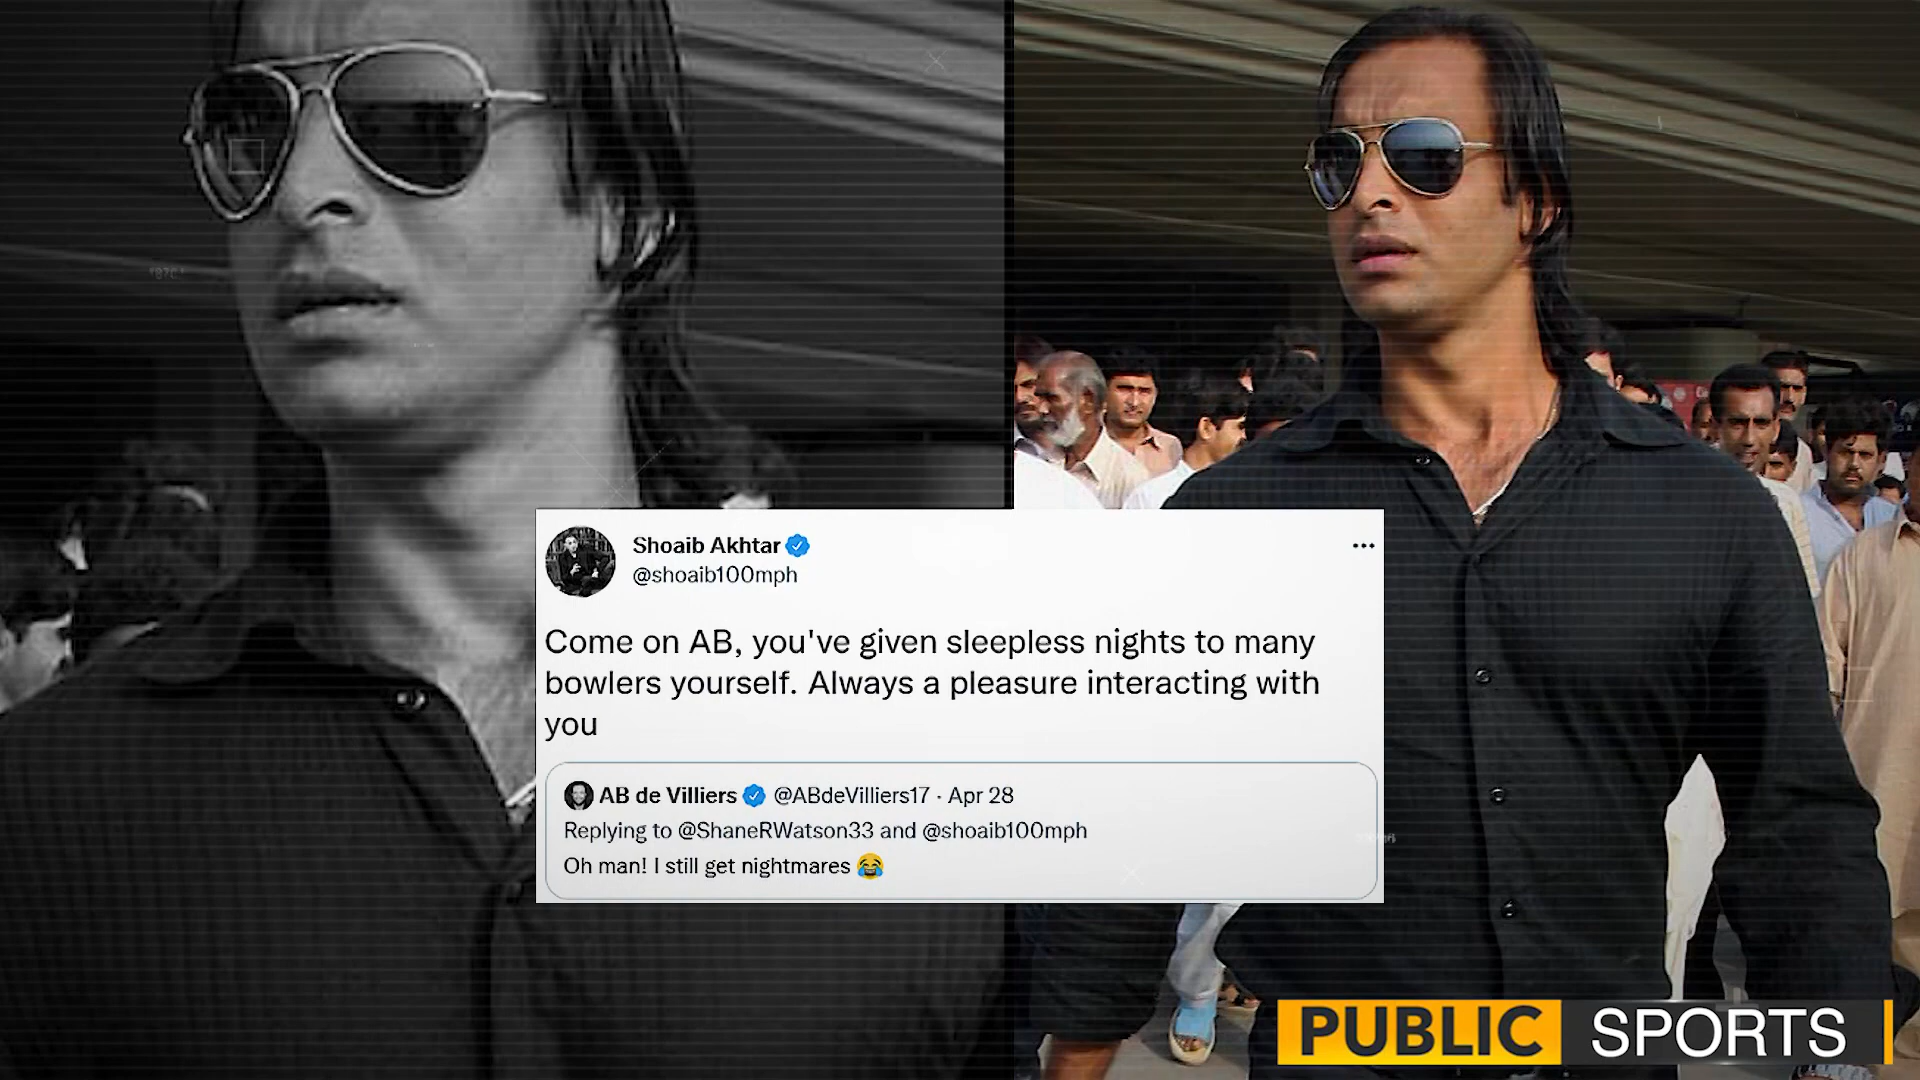 Shoaib Akhtar
@shoaib100mph
Come on AB, you've given sleepless nights to many
bowlers yourself. Always a pleasure interacting with
you
AB de Villiers @ABdeVilliers17 · Apr 28
Replying to @ShaneRWatson33 and @shoaib100mph
Oh man! I still get nightmares 😂
PUBLIC SPORTS